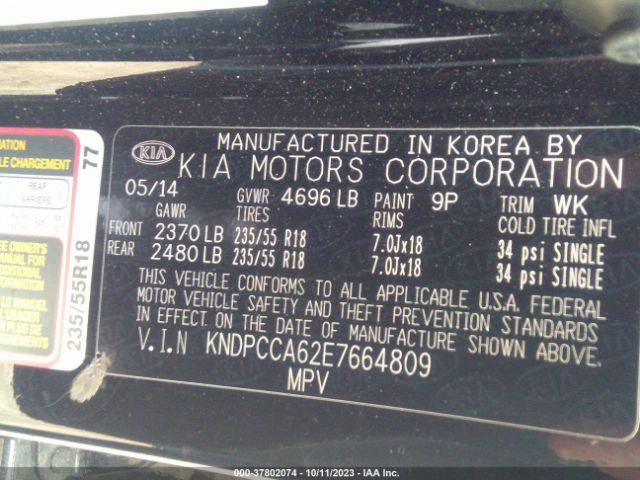 MANUFACTURED IN KOREA BY
KIA KIA MOTORS CORPORATION
05/14 GVWR 4696 LB PAINT 9P TRIM WK
GAWR TIRES RIMS COLD TIRE INFL
FRONT 2370 LB 235/55 R18 7.0Jx18 34 psi SINGLE
REAR 2480 LB 235/55 R18 7.0Jx18 34 psi SINGLE
THIS VEHICLE CONFORMS TO ALL APPLICABLE U.S.A. FEDERAL
MOTOR VEHICLE SAFETY AND THEFT PREVENTION STANDARDS
IN EFFECT ON THE DATE OF MANUFACTURE SHOWN ABOVE.
V.I.N KNDPCCA62E7664809
MPV
CHARGEMENT
REAR
77
235/55R18
000-37802074 - 10/11/2023 - IAA Inc.